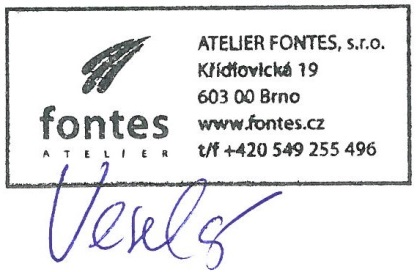 fontes
ATELIER
ATELIER FONTES, s.r.o.
Křídlovická 19
603 00 Brno
www.fontes.cz
t/f +420 549 255 496